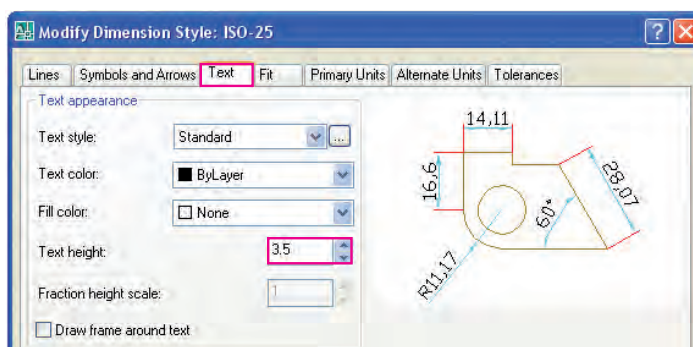 Modify Dimension Style: ISO-25
Lines Symbols and Arrows Text Fit Primary Units Alternate Units Tolerances
Text appearance
Text style: Standard ...
Text color: ByLayer
Fill color: None
Text height: 3.5
Fraction height scale: 1
Draw frame around text
14,11
16,6
28,07
60°
R11,17